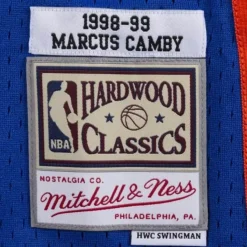 1998-99
MARCUS CAMBY
HARDWOOD
NBA
CLASSICS
NOSTALGIA CO.
Mitchell & Ness
PHILADELPHIA, PA.
HWC SWINGMAN